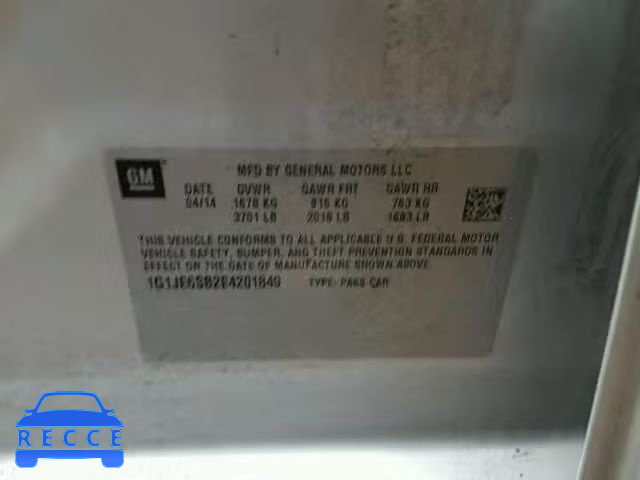 GM
MFD BY GENERAL MOTORS LLC
DATE GVWR GAWR FRT GAWR RR
04/14 1678 KG 915 KG 763 KG
3701 LB 2018 LB 1683 LB
THIS VEHICLE CONFORMS TO ALL APPLICABLE U.S. FEDERAL MOTOR
VEHICLE SAFETY, BUMPER, AND THEFT PREVENTION STANDARDS IN
EFFECT ON THE DATE OF MANUFACTURE SHOWN ABOVE.
1G1JE6SB2E4201849 TYPE: PASS CAR
RECCE